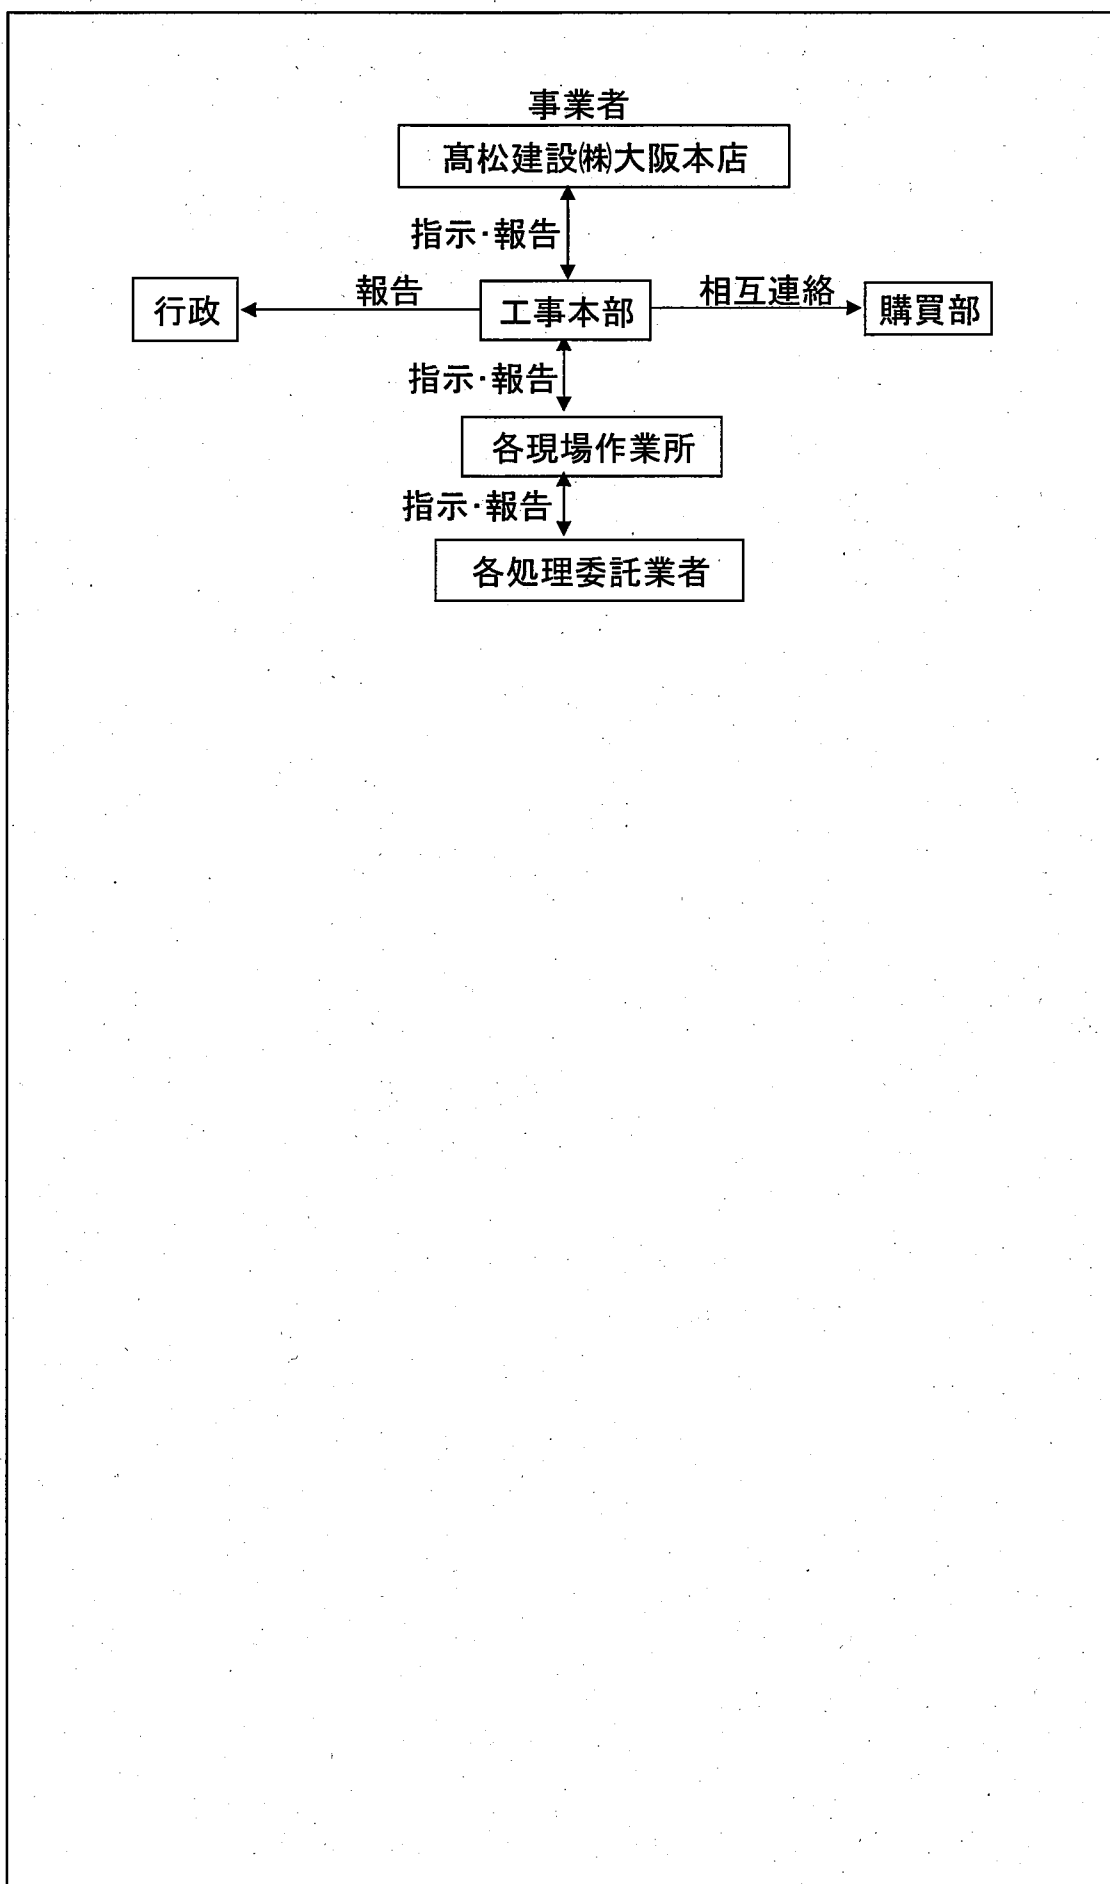 事業者
髙松建設㈱大阪本店
指示・報告
行政
報告
工事本部
相互連絡
購買部
指示・報告
各現場作業所
指示・報告
各処理委託業者